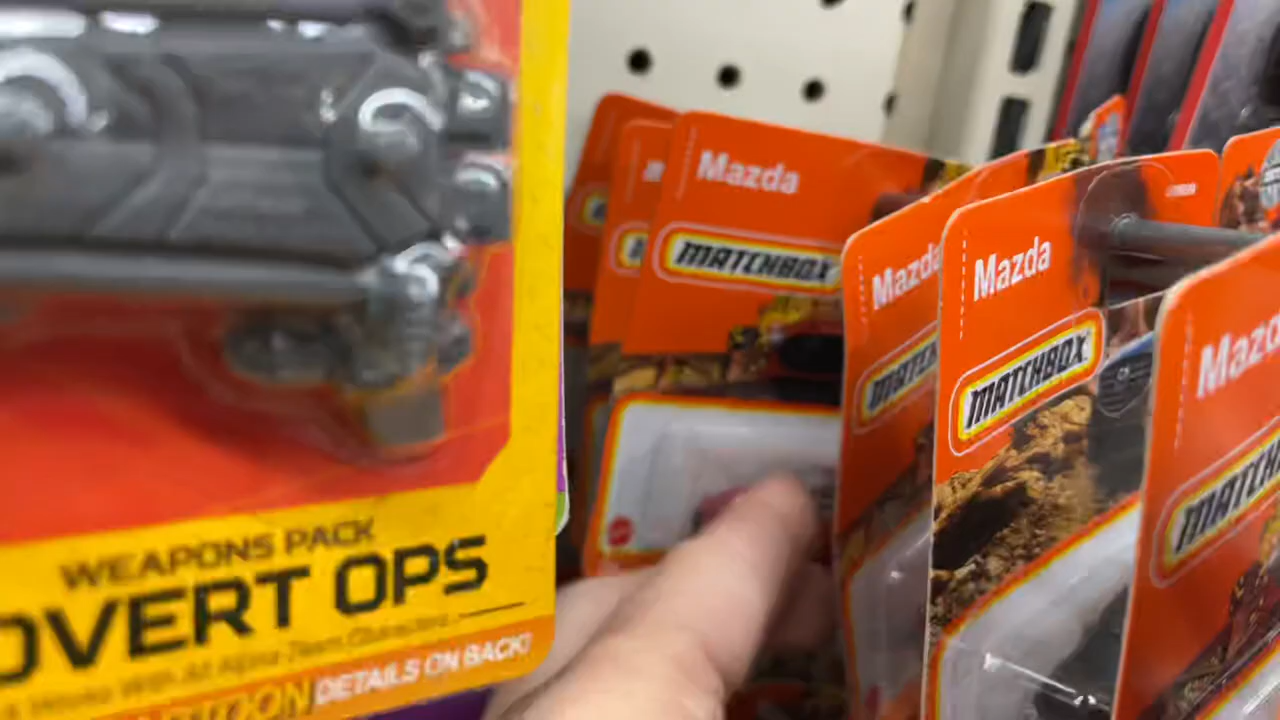 WEAPONS PACK
OVERT OPS
DETAILS ON BACK!
Mazda
MATCHBOX
Mazda
MATCHBOX
Mazda
MATCHBOX
Mazda
MATCHBOX